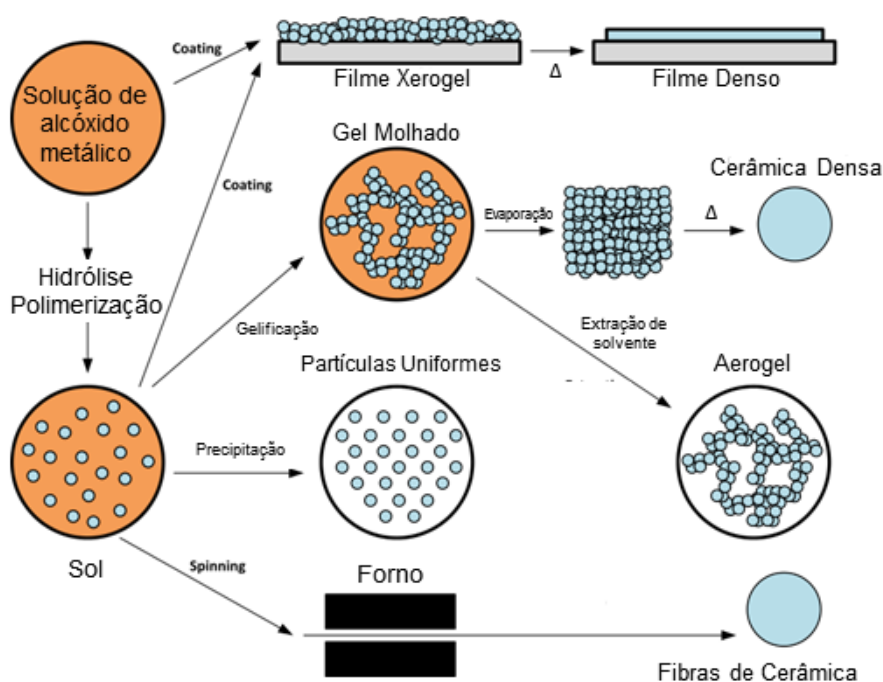 Coating
Filme Xerogel
Δ
Filme Denso
Solução de
alcóxido
metálico
Gel Molhado
Coating
Evaporação
Δ
Cerâmica Densa
Hidrólise
Polimerização
Gelificação
Extração de
solvente
Partículas Uniformes
Aerogel
Precipitação
Sol
Spinning
Forno
Fibras de Cerâmica